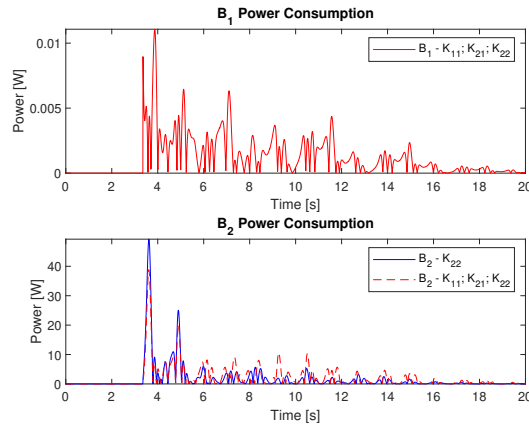 B₁ Power Consumption
Power [W]
0.01
0.005
0
B₁ - K₁₁; K₂₁; K₂₂
0 2 4 6 8 10 12 14 16 18 20
Time [s]
B₂ Power Consumption
Power [W]
40
30
20
10
0
B₂ - K₂₂
B₂ - K₁₁; K₂₁; K₂₂
0 2 4 6 8 10 12 14 16 18 20
Time [s]